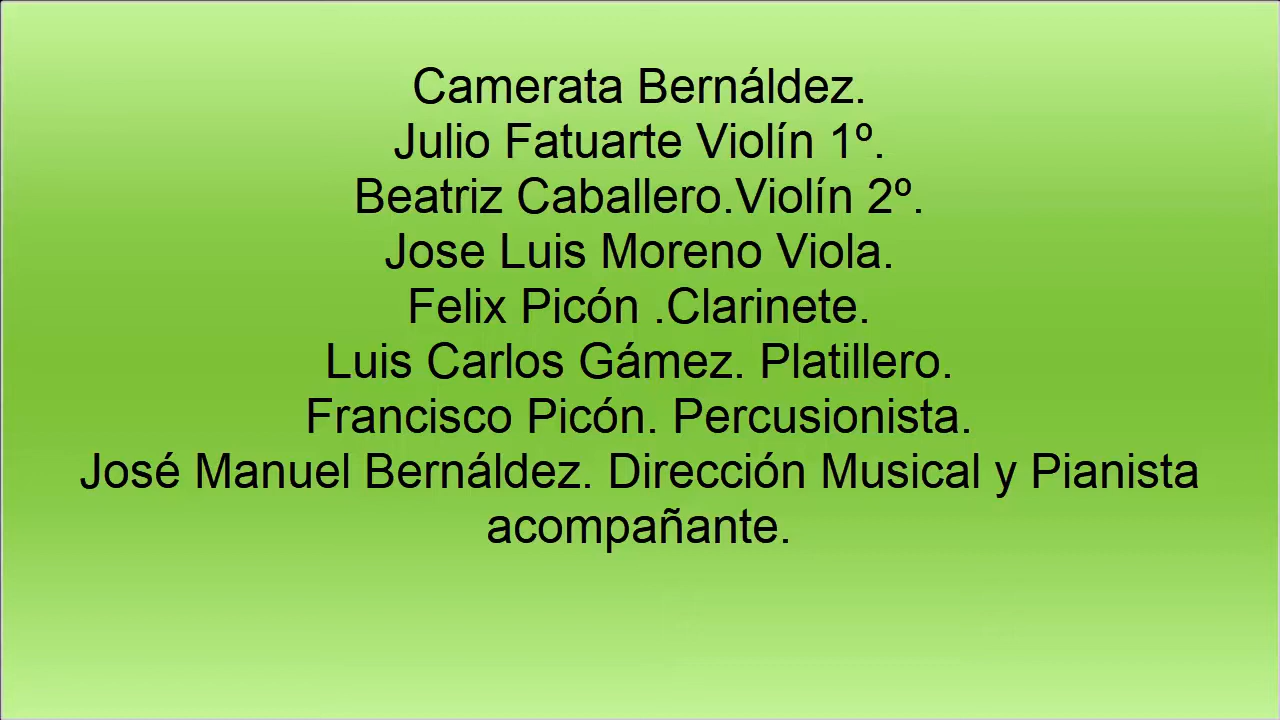 Camerata Bernáldez.
Julio Fatuarte Violín 1º.
Beatriz Caballero.Violín 2º.
Jose Luis Moreno Viola.
Felix Picón .Clarinete.
Luis Carlos Gámez. Platillero.
Francisco Picón. Percusionista.
José Manuel Bernáldez. Dirección Musical y Pianista
acompañante.